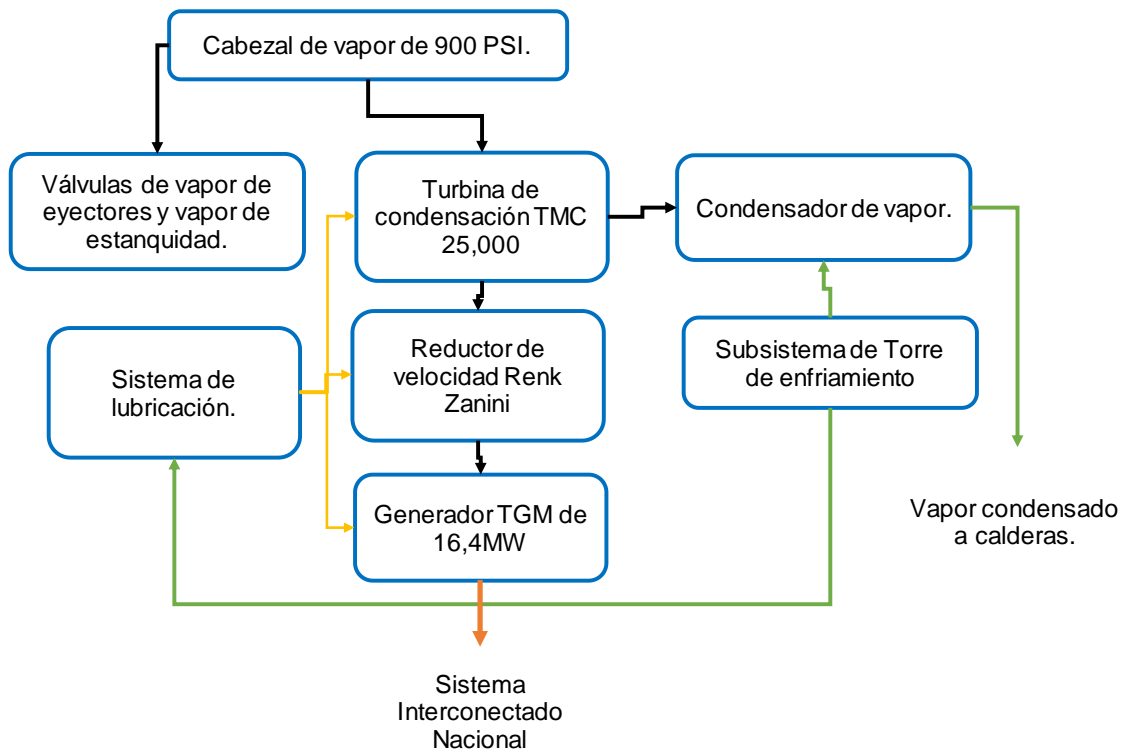 Cabezal de vapor de 900 PSI.
Válvulas de vapor de
eyectores y vapor de
estanquidad.
Turbina de
condensación TMC
25,000
Condensador de vapor.
Sistema de
lubricación.
Reductor de
velocidad Renk
Zanini
Subsistema de Torre
de enfriamiento
Generador TGM de
16,4MW
Vapor condensado
a calderas.
Sistema
Interconectado
Nacional